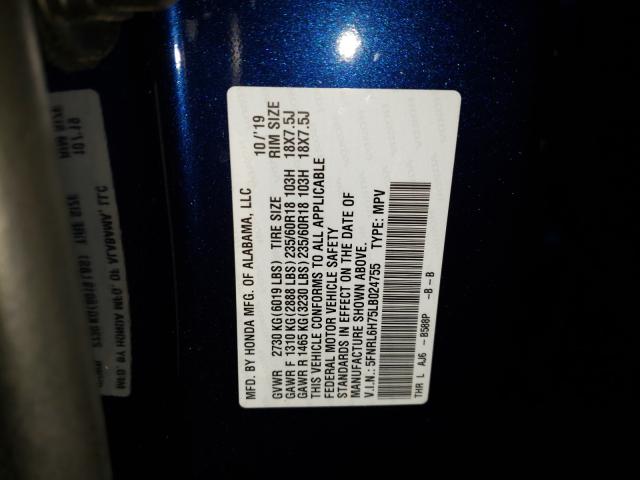 MFD. BY HONDA MFG. OF ALABAMA, LLC 10/'19
GVWR 2730 KG (6019 LBS) TIRE SIZE RIM SIZE
GAWR F 1310 KG (2888 LBS) 235/60R18 103H 18X7.5J
GAWR R 1465 KG (3230 LBS) 235/60R18 103H 18X7.5J
THIS VEHICLE CONFORMS TO ALL APPLICABLE
FEDERAL MOTOR VEHICLE SAFETY
STANDARDS IN EFFECT ON THE DATE OF
MANUFACTURE SHOWN ABOVE.
V.I.N.: 5FNRL6H75LB024755 TYPE: MPV
THR L AJ6 - B588P -B - B